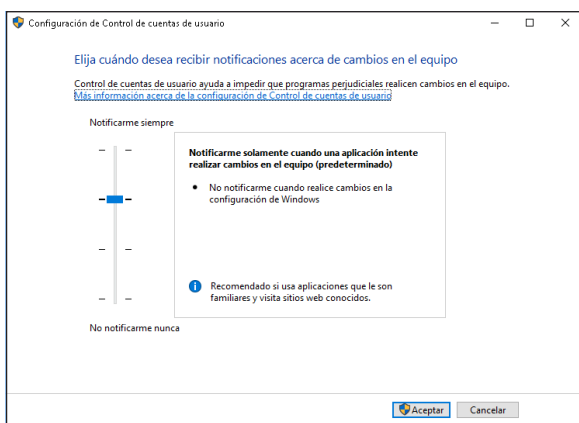 Configuración de Control de cuentas de usuario
Elija cuándo desea recibir notificaciones acerca de cambios en el equipo
Control de cuentas de usuario ayuda a impedir que programas perjudiciales realicen cambios en el equipo.
Más información acerca de la configuración de Control de cuentas de usuario
Notificarme siempre
Notificarme solamente cuando una aplicación intente
realizar cambios en el equipo (predeterminado)
• No notificarme cuando realice cambios en la
configuración de Windows
Recomendado si usa aplicaciones que le son
familiares y visita sitios web conocidos.
No notificarme nunca
Aceptar Cancelar